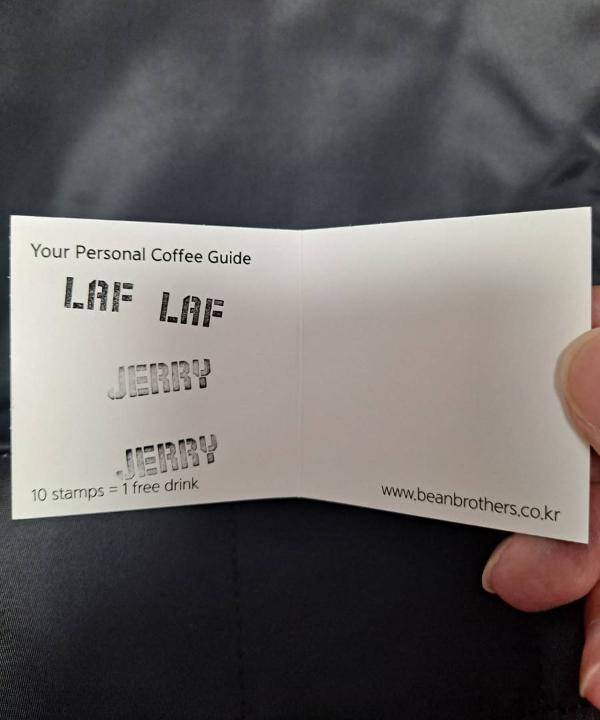 Your Personal Coffee Guide
LAF LAF
JERRY
JERRY
10 stamps = 1 free drink
www.beanbrothers.co.kr